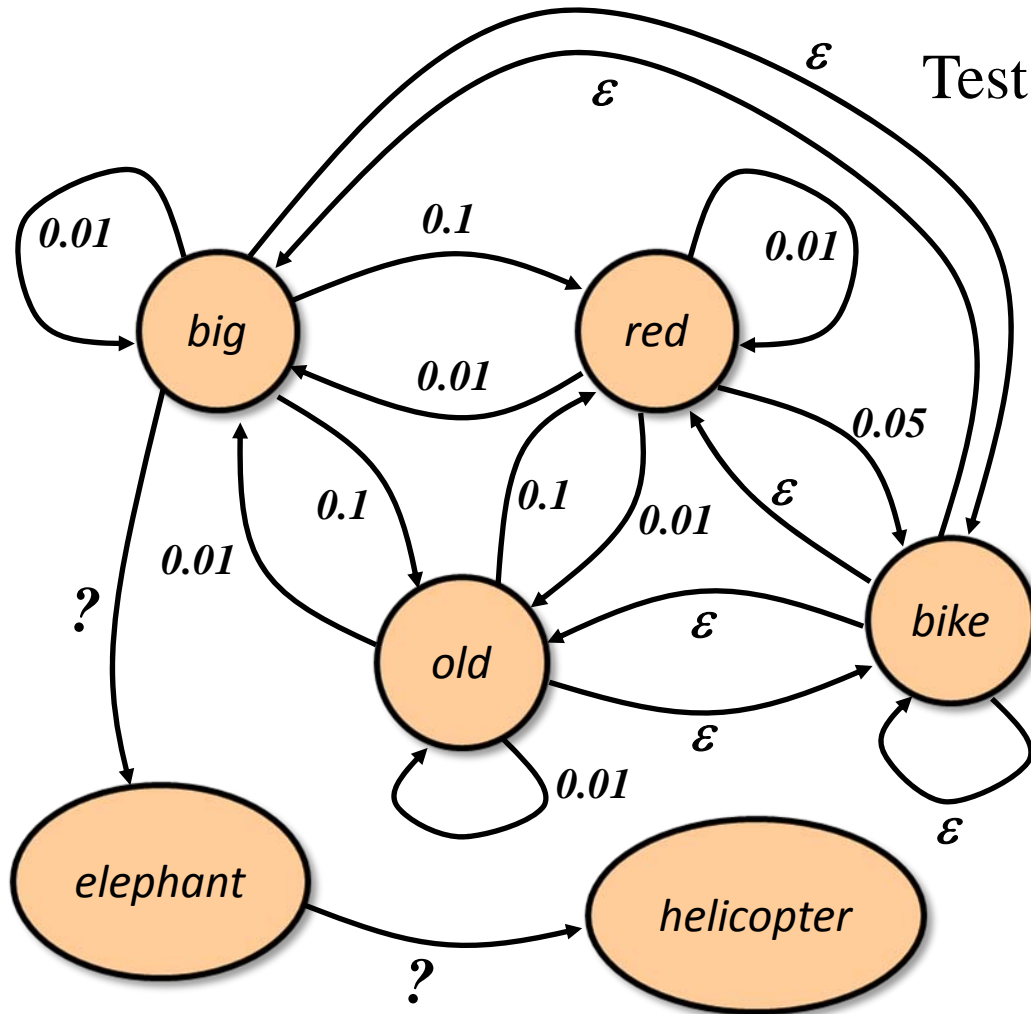 ε
Test
ε
0.01
0.1
0.01
big
red
0.01
0.05
ε
0.1
0.1
0.01
0.01
?
ε
bike
old
ε
0.01
ε
elephant
helicopter
?